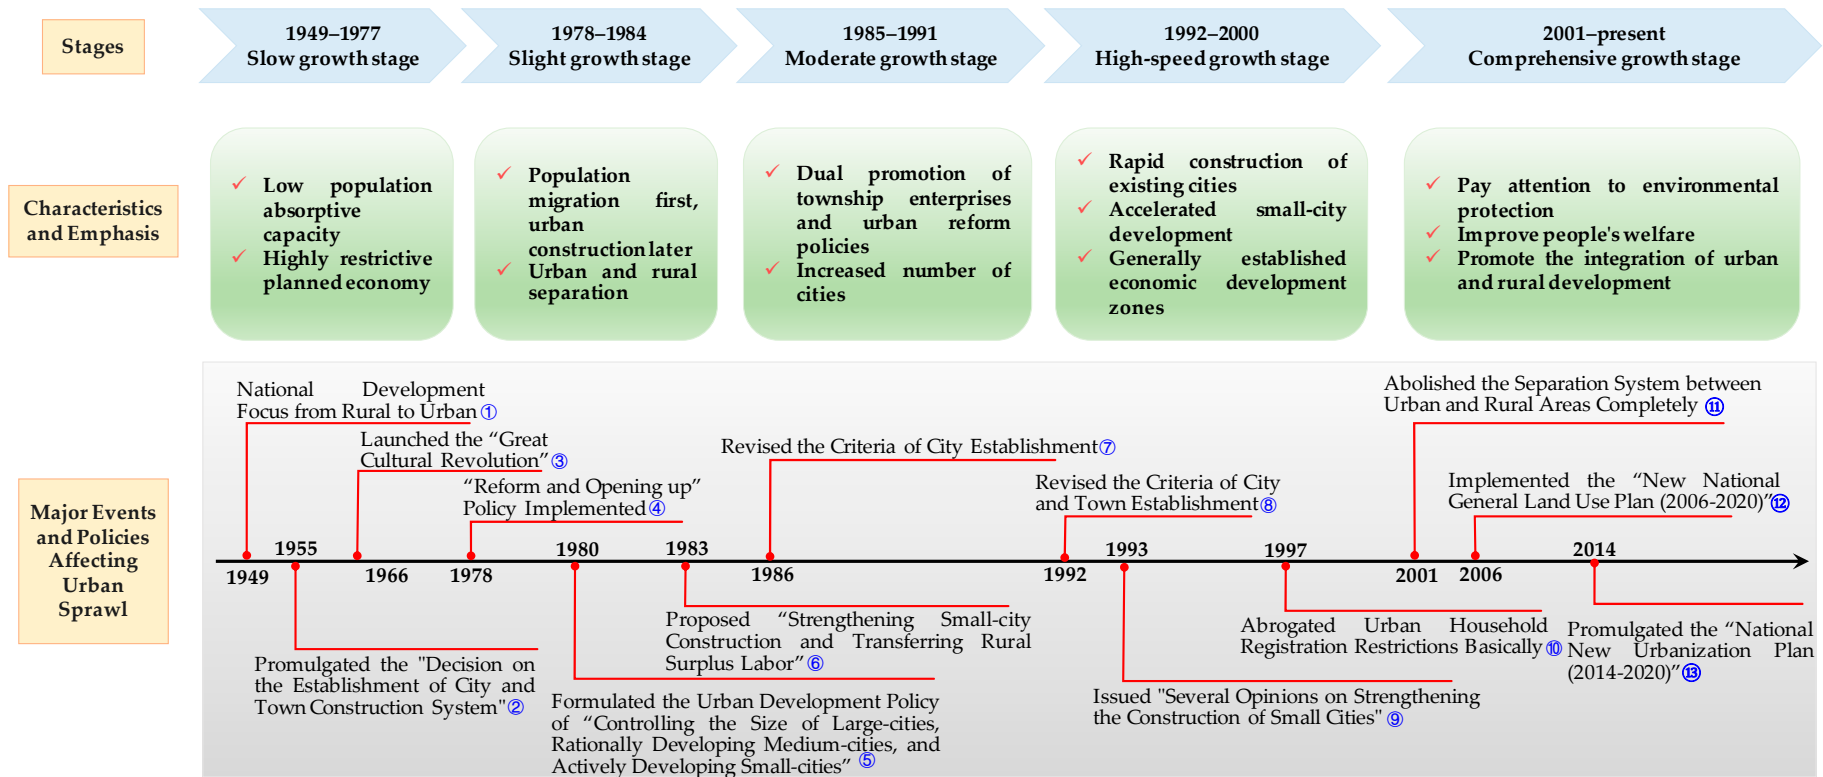 Stages
1949–1977
Slow growth stage
1978–1984
Slight growth stage
1985–1991
Moderate growth stage
1992–2000
High-speed growth stage
2001–present
Comprehensive growth stage
Characteristics
and Emphasis
✓ Low population
absorptive
capacity
✓ Highly restrictive
planned economy
✓ Population
migration first,
urban
construction later
✓ Urban and rural
separation
✓ Dual promotion of
township enterprises
and urban reform
policies
✓ Increased number of
cities
✓ Rapid construction of
existing cities
✓ Accelerated small-city
development
✓ Generally established
economic development
zones
✓ Pay attention to environmental
protection
✓ Improve people's welfare
✓ Promote the integration of urban
and rural development
Major Events
and Policies
Affecting
Urban
Sprawl
National Development
Focus from Rural to Urban①
Launched the “Great
Cultural Revolution”③
“Reform and Opening up”
Policy Implemented④
Revised the Criteria of City Establishment⑦
Revised the Criteria of City
and Town Establishment⑧
Abolished the Separation System between
Urban and Rural Areas Completely ⑪
Implemented the “New National
General Land Use Plan (2006-2020)”⑫
1949
1955
1966
1978
1980
1983
1986
1992
1993
1997
2001
2006
2014
Promulgated the "Decision on
the Establishment of City and
Town Construction System"②
Formulated the Urban Development Policy
of “Controlling the Size of Large-cities,
Rationally Developing Medium-cities, and
Actively Developing Small-cities” ⑤
Proposed “Strengthening Small-city
Construction and Transferring Rural
Surplus Labor”⑥
Issued "Several Opinions on Strengthening
the Construction of Small Cities" ⑨
Abrogated Urban Household
Registration Restrictions Basically⑩
Promulgated the “National
New Urbanization Plan
(2014-2020)”⑬